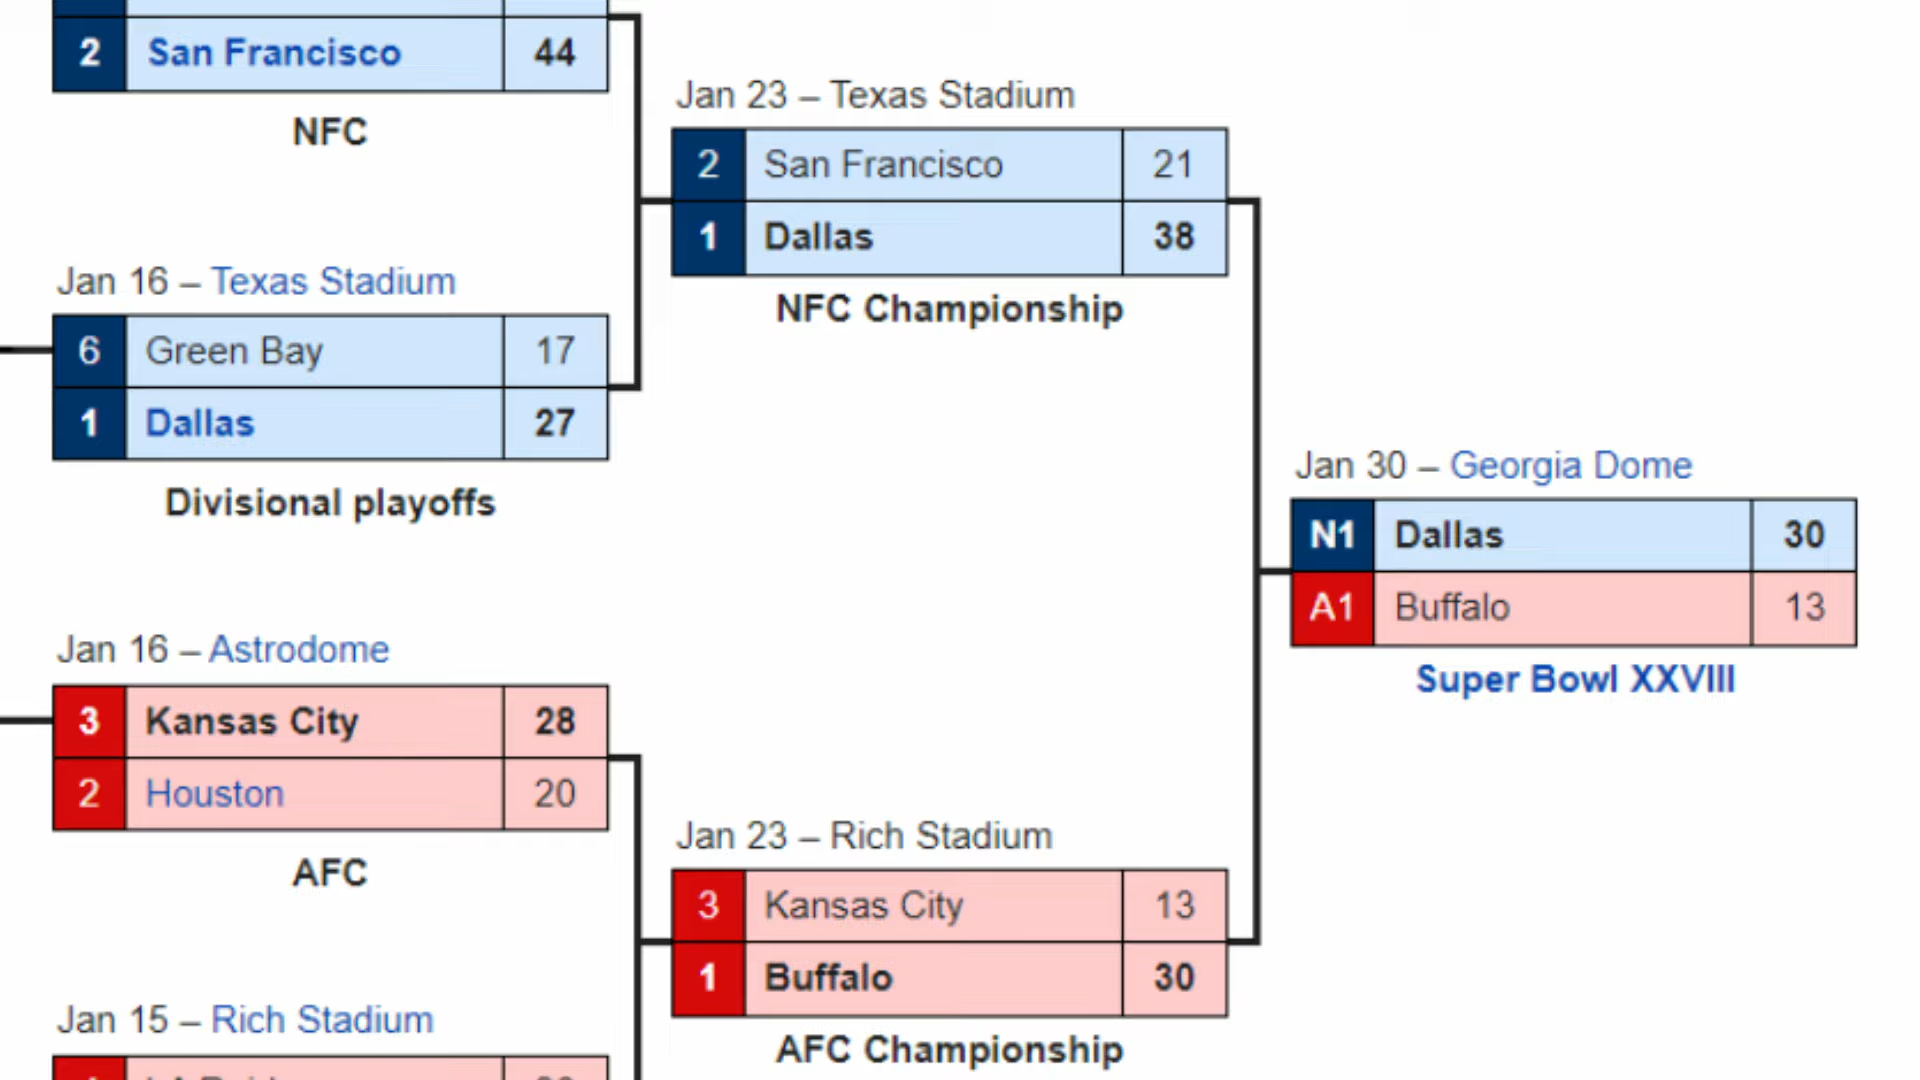 2 San Francisco 44
NFC
Jan 16 – Texas Stadium
6 Green Bay 17
1 Dallas 27
Divisional playoffs
Jan 16 – Astrodome
3 Kansas City 28
2 Houston 20
AFC
Jan 15 – Rich Stadium
Jan 23 – Texas Stadium
2 San Francisco 21
1 Dallas 38
NFC Championship
Jan 23 – Rich Stadium
3 Kansas City 13
1 Buffalo 30
AFC Championship
Jan 30 – Georgia Dome
N1 Dallas 30
A1 Buffalo 13
Super Bowl XXVIII